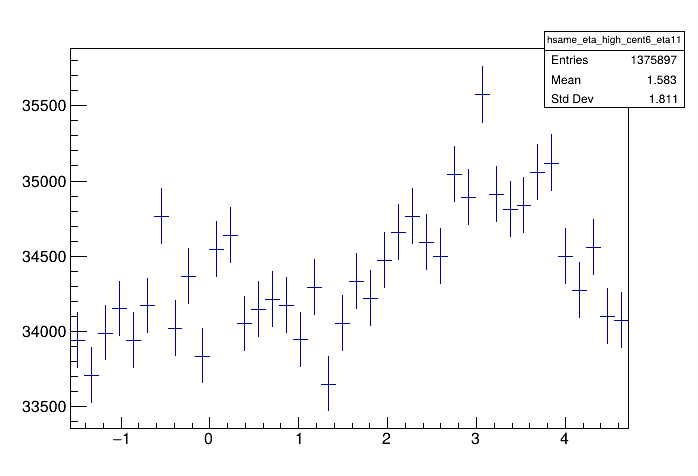 hsame_eta_high_cent6_eta11
Entries 1375897
Mean 1.583
Std Dev 1.811
35500
35000
34500
34000
33500
−1 0 1 2 3 4